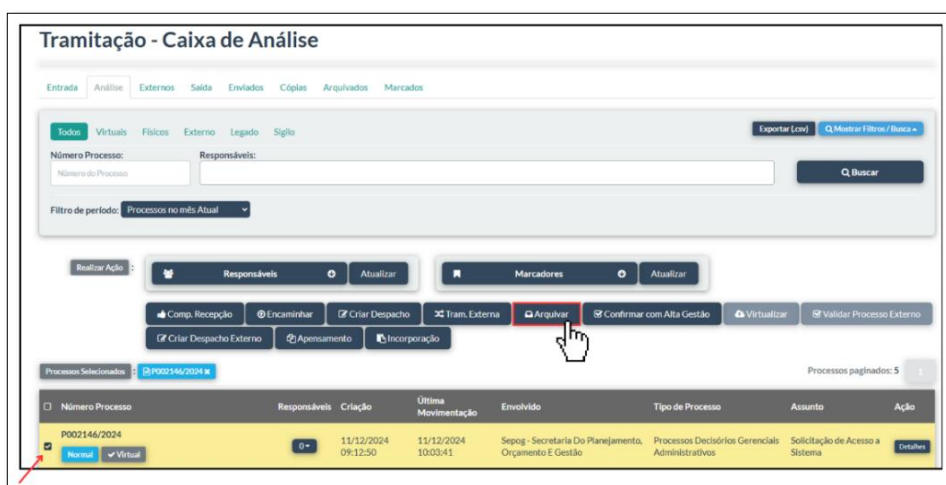 Tramitação - Caixa de Análise
Entrada Análise Externos Saída Enviados Cópias Arquivados Marcados
Todos Virtuais Físicos Externo Legado Sigilo Exportar (.csv) Mostrar Filtros / Busca
Número Processo: Responsáveis:
Número do Processo Buscar
Filtro de período: Processos no mês Atual
Realizar Ação : Responsáveis Atualizar Marcadores Atualizar
Comp. Recepção Encaminhar Criar Despacho Tram. Externa Arquivar Confirmar com Alta Gestão Virtualizar Validar Processo Externo
Criar Despacho Externo Apensamento Incorporação
Processos Selecionados : P002146/2024 x Processos paginados: 5 1
Número Processo Responsáveis Criação Última Movimentação Envolvido Tipo de Processo Assunto Ação
P002146/2024 0 11/12/2024 11/12/2024 Sepog - Secretaria Do Planejamento, Processos Decisórios Gerenciais Solicitação de Acesso a Detalhes
Normal Virtual 09:12:50 10:03:41 Orçamento E Gestão Administrativos Sistema